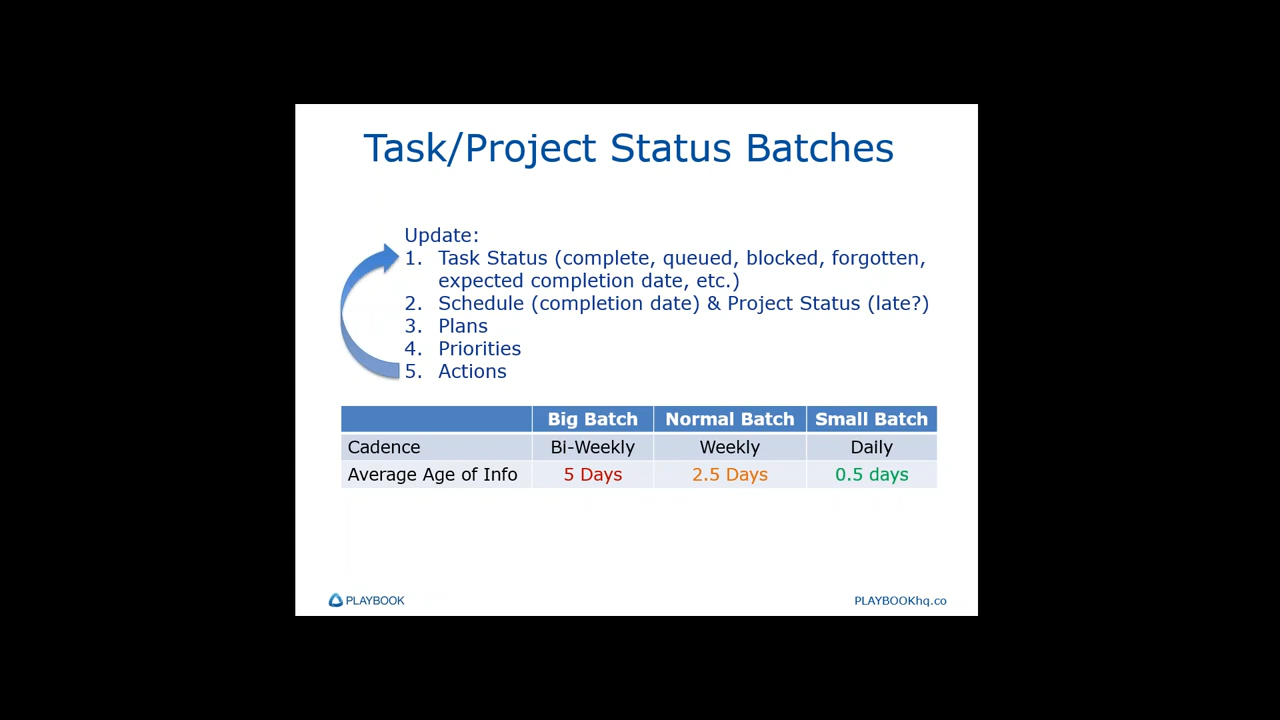 Task/Project Status Batches
Update:
1. Task Status (complete, queued, blocked, forgotten,
expected completion date, etc.)
2. Schedule (completion date) & Project Status (late?)
3. Plans
4. Priorities
5. Actions
Big Batch Normal Batch Small Batch
Cadence Bi-Weekly Weekly Daily
Average Age of Info 5 Days 2.5 Days 0.5 days
PLAYBOOK PLAYBOOKhq.co